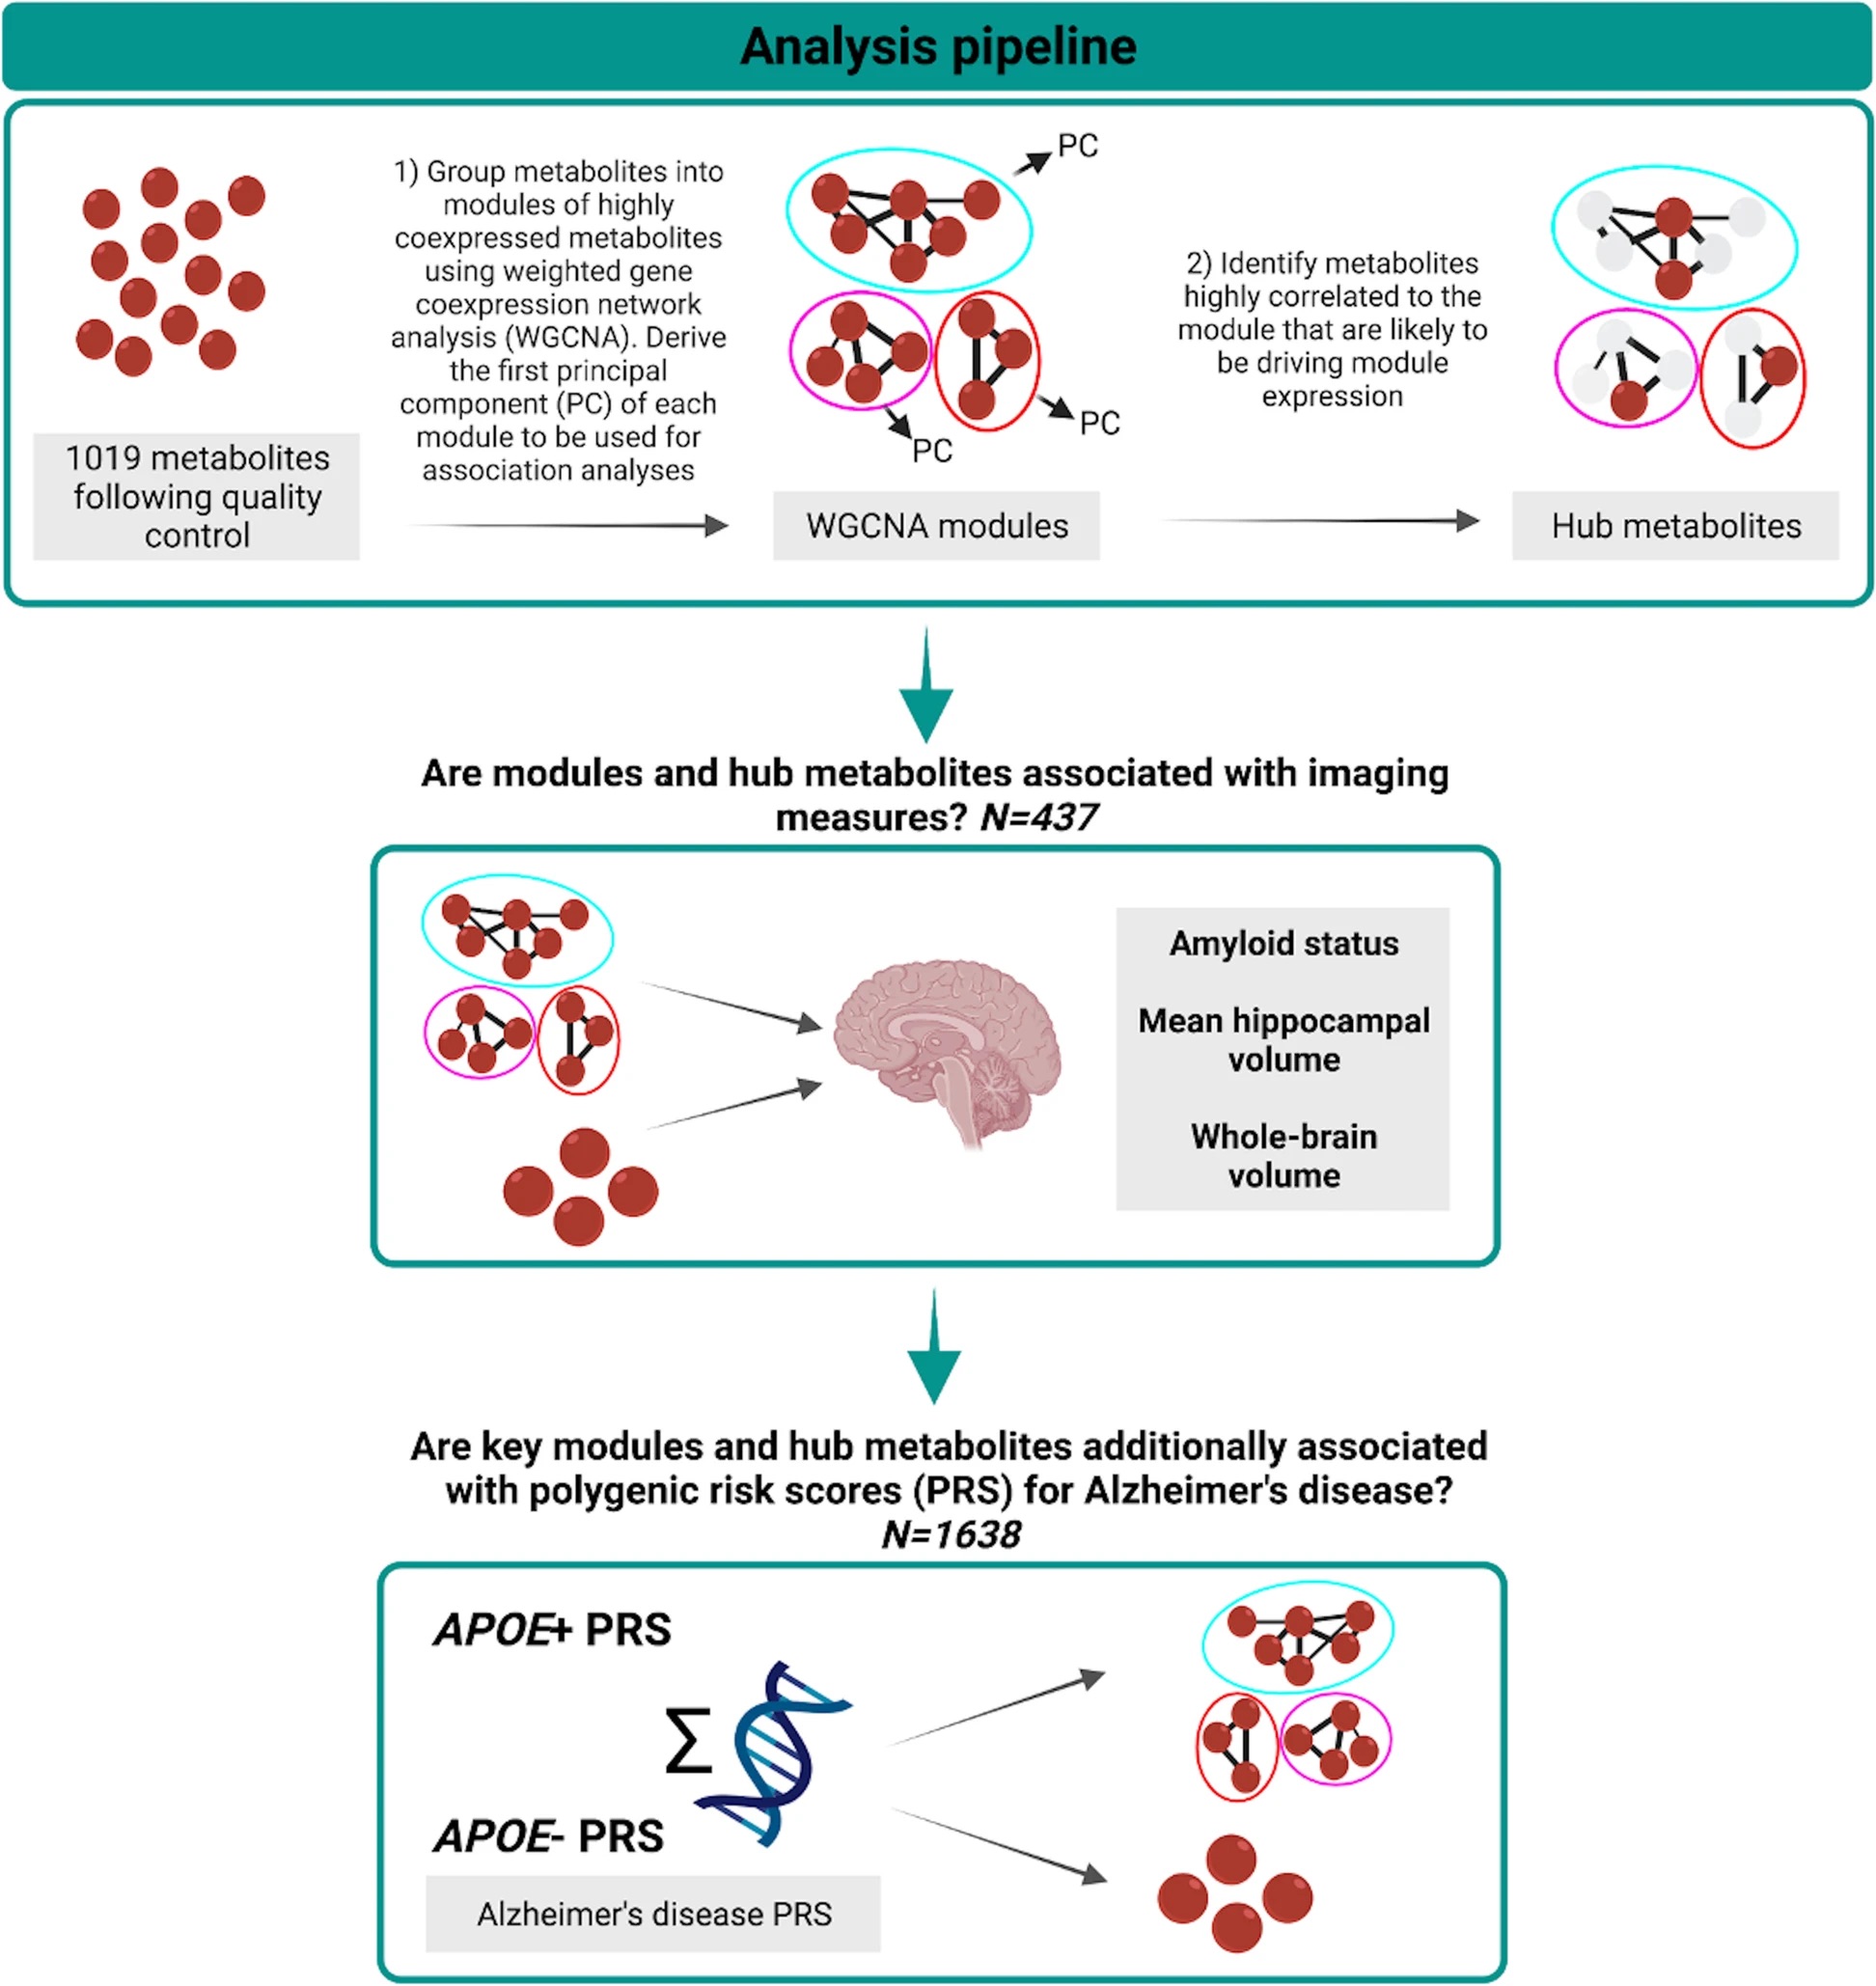 Analysis pipeline
1) Group metabolites into
modules of highly
coexpressed metabolites
using weighted gene
coexpression network
analysis (WGCNA). Derive
the first principal
component (PC) of each
module to be used for
association analyses
1019 metabolites
following quality
control
PC
PC
PC
WGCNA modules
2) Identify metabolites
highly correlated to the
module that are likely to
be driving module
expression
Hub metabolites
Are modules and hub metabolites associated with imaging
measures? N=437
Amyloid status
Mean hippocampal
volume
Whole-brain
volume
Are key modules and hub metabolites additionally associated
with polygenic risk scores (PRS) for Alzheimer's disease?
N=1638
APOE+ PRS
Σ
APOE- PRS
Alzheimer's disease PRS